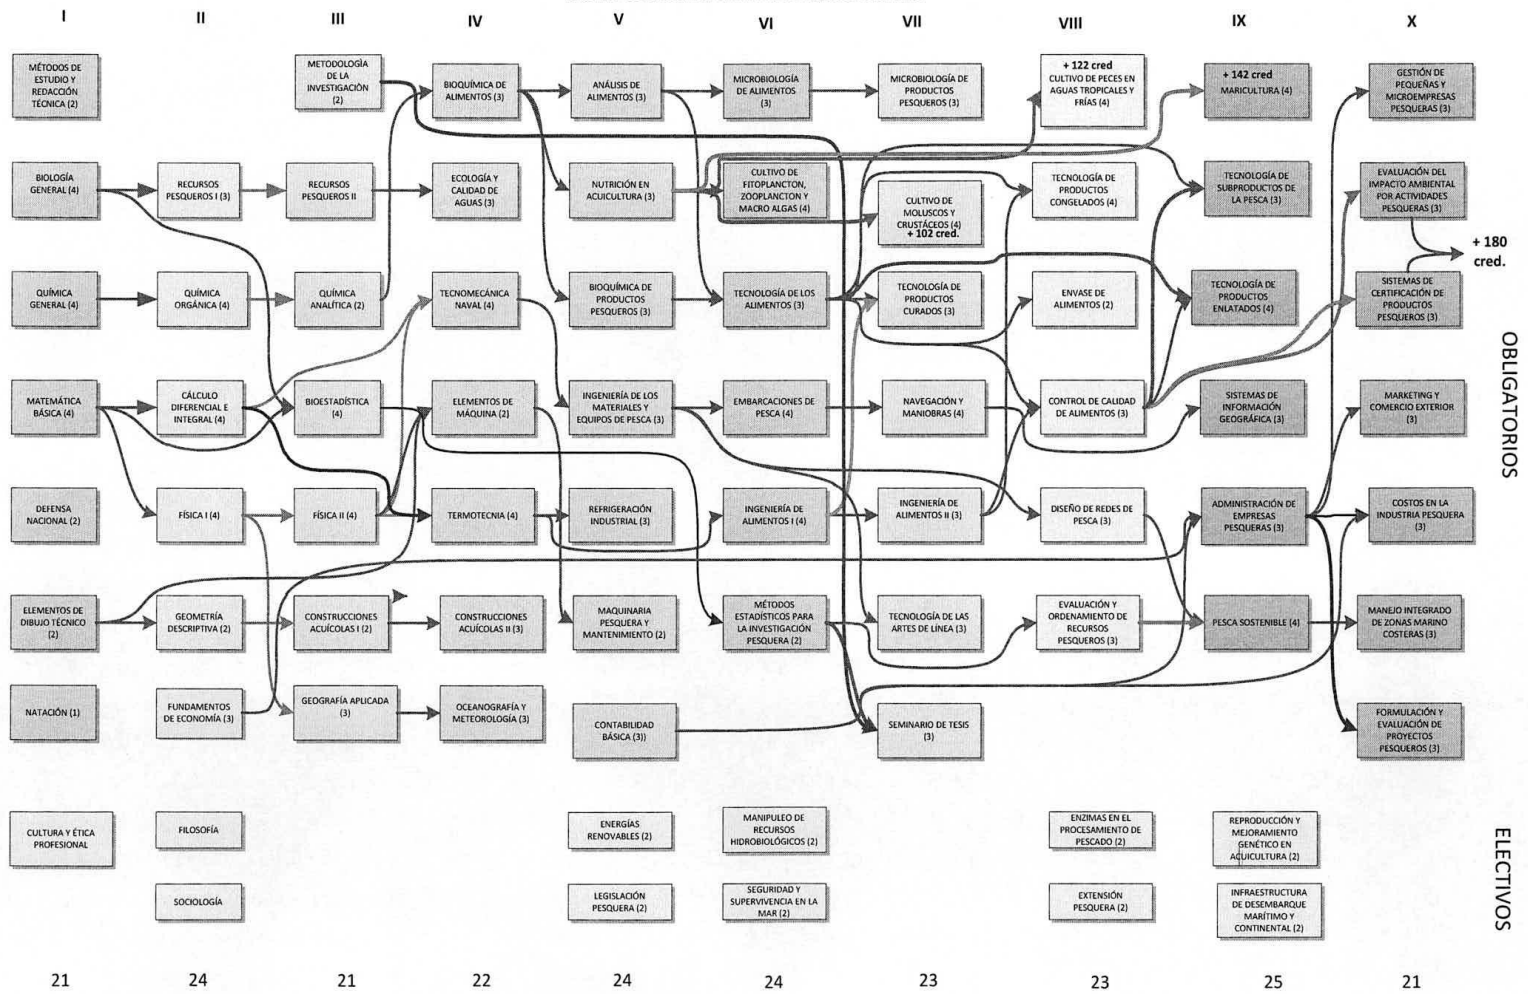 I II III IV V VI VII VIII IX X
MÉTODOS DE
ESTUDIO Y
REDACCIÓN
TÉCNICA (2)
METODOLOGÌA
DE LA
INVESTIGACIÒN
(2)
BIOQUÍMICA DE
ALIMENTOS (3)
ANÁLISIS DE
ALIMENTOS (3)
MICROBIOLOGÍA
DE ALIMENTOS
(3)
MICROBIOLOGÍA DE
PRODUCTOS
PESQUEROS (3)
+ 122 cred
CULTIVO DE PECES EN
AGUAS TROPICALES Y
FRÍAS (4)
+ 142 cred
MARICULTURA (4)
GESTIÓN DE
PEQUEÑAS Y
MICROEMPRESAS
PESQUERAS (3)
BIOLOGÍA
GENERAL (4)
RECURSOS
PESQUEROS I (3)
RECURSOS
PESQUEROS II
ECOLOGÍA Y
CALIDAD DE
AGUAS (3)
NUTRICIÓN EN
ACUICULTURA (3)
CULTIVO DE
FITOPLANCTON,
ZOOPLANCTON Y
MACRO ALGAS (4)
CULTIVO DE
MOLUSCOS Y
CRUSTÁCEOS (4)
+ 102 cred.
TECNOLOGÍA DE
PRODUCTOS
CONGELADOS (4)
TECNOLOGÍA DE
SUBPRODUCTOS DE
LA PESCA (3)
EVALUACIÓN DEL
IMPACTO AMBIENTAL
POR ACTIVIDADES
PESQUERAS (3)
+ 180
cred.
QUÍMICA
GENERAL (4)
QUÍMICA
ORGÁNICA (4)
QUÍMICA
ANALÍTICA (2)
TECNOMECÁNICA
NAVAL (4)
BIOQUÍMICA DE
PRODUCTOS
PESQUEROS (3)
TECNOLOGÍA DE LOS
ALIMENTOS (3)
TECNOLOGÍA DE
PRODUCTOS
CURADOS (3)
ENVASE DE
ALIMENTOS (2)
TECNOLOGÍA DE
PRODUCTOS
ENLATADOS (4)
SISTEMAS DE
CERTIFICACIÓN DE
PRODUCTOS
PESQUEROS (3)
OBLIGATORIOS
MATEMÁTICA
BÁSICA (4)
CÁLCULO
DIFERENCIAL E
INTEGRAL (4)
BIOESTADÍSTICA
(4)
ELEMENTOS DE
MÁQUINA (2)
INGENIERÍA DE LOS
MATERIALES Y
EQUIPOS DE PESCA (3)
EMBARCACIONES DE
PESCA (4)
NAVEGACIÓN Y
MANIOBRAS (4)
CONTROL DE CALIDAD
DE ALIMENTOS (3)
SISTEMAS DE
INFORMACIÓN
GEOGRÁFICA (3)
MARKETING Y
COMERCIO EXTERIOR
(3)
DEFENSA
NACIONAL (2)
FÍSICA I (4)
FÍSICA II (4)
TERMOTECNIA (4)
REFRIGERACIÓN
INDUSTRIAL (3)
INGENIERÍA DE
ALIMENTOS I (4)
INGENIERÍA DE
ALIMENTOS II (3)
DISEÑO DE REDES DE
PESCA (3)
ADMINISTRACIÓN DE
EMPRESAS
PESQUERAS (3)
COSTOS EN LA
INDUSTRIA PESQUERA
(3)
ELEMENTOS DE
DIBUJO TÉCNICO
(2)
GEOMETRÍA
DESCRIPTIVA (2)
CONSTRUCCIONES
ACUÍCOLAS I (2)
CONSTRUCCIONES
ACUÍCOLAS II (3)
MAQUINARIA
PESQUERA Y
MANTENIMIENTO (2)
MÉTODOS
ESTADÍSTICOS PARA
LA INVESTIGACIÓN
PESQUERA (2)
TECNOLOGÍA DE LAS
ARTES DE LÍNEA (3)
EVALUACIÓN Y
ORDENAMIENTO DE
RECURSOS
PESQUEROS (3)
PESCA SOSTENIBLE (4)
MANEJO INTEGRADO
DE ZONAS MARINO
COSTERAS (3)
NATACIÓN (1)
FUNDAMENTOS
DE ECONOMÍA (3)
GEOGRAFÍA APLICADA
(3)
OCEANOGRAFÍA Y
METEOROLOGÍA (3)
CONTABILIDAD
BÁSICA (3))
SEMINARIO DE TESIS
(3)
FORMULACIÓN Y
EVALUACIÓN DE
PROYECTOS
PESQUEROS (3)
CULTURA Y ÉTICA
PROFESIONAL
FILOSOFÍA
ENERGÍAS
RENOVABLES (2)
MANIPULEO DE
RECURSOS
HIDROBIOLÓGICOS (2)
ENZIMAS EN EL
PROCESAMIENTO DE
PESCADO (2)
REPRODUCCIÓN Y
MEJORAMIENTO
GENÉTICO EN
ACUICULTURA (2)
ELECTIVOS
SOCIOLOGÍA
LEGISLACIÓN
PESQUERA (2)
SEGURIDAD Y
SUPERVIVENCIA EN LA
MAR (2)
EXTENSIÓN
PESQUERA (2)
INFRAESTRUCTURA
DE DESEMBARQUE
MARÍTIMO Y
CONTINENTAL (2)
21 24 21 22 24 24 23 23 25 21